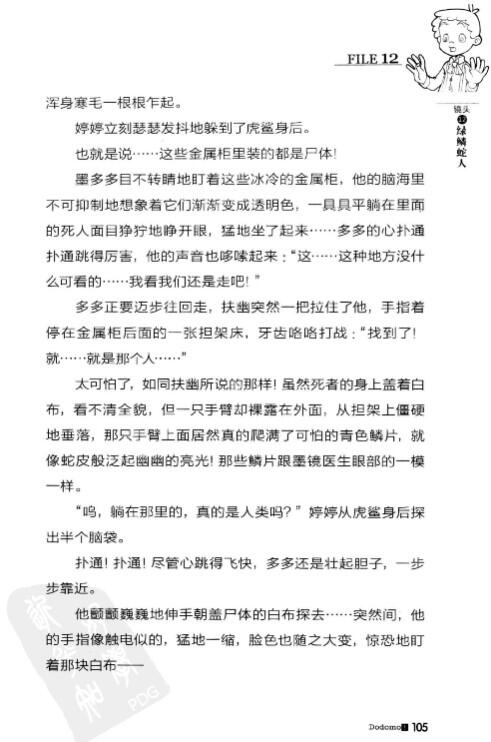 FILE 12
镜头
12
绿鳞蛇人
浑身寒毛一根根乍起。
婷婷立刻瑟瑟发抖地躲到了虎鲨身后。
也就是说……这些金属柜里装的都是尸体!
墨多多目不转睛地盯着这些冰冷的金属柜，他的脑海里
不可抑制地想象着它们渐渐变成透明色，一具具平躺在里面
的死人面目狰狞地睁开眼，猛地坐了起来……多多的心扑通
扑通跳得厉害，他的声音也哆嗦起来：“这……这种地方没什
么可看的……我看我们还是走吧！”
多多正要迈步往回走，扶幽突然一把拉住了他，手指着
停在金属柜后面的一张担架床，牙齿咯咯打战：“找到了！
就……就是那个人……”
太可怕了，如同扶幽所说的那样！虽然死者的身上盖着白
布，看不清全貌，但一只手臂却裸露在外面，从担架上僵硬
地垂落，那只手臂上面居然真的爬满了可怕的青色鳞片，就
像蛇皮般泛起幽幽的亮光！那些鳞片跟墨镜医生眼部的一模
一样。
“呜，躺在那里的，真的是人类吗？”婷婷从虎鲨身后探
出半个脑袋。
扑通！扑通！尽管心跳得飞快，多多还是壮起胆子，一步
步靠近。
他颤颤巍巍地伸手朝盖尸体的白布探去……突然间，他
的手指像触电似的，猛地一缩，脸色也随之大变，惊恐地盯
着那块白布——
PDG
Dodomo 105